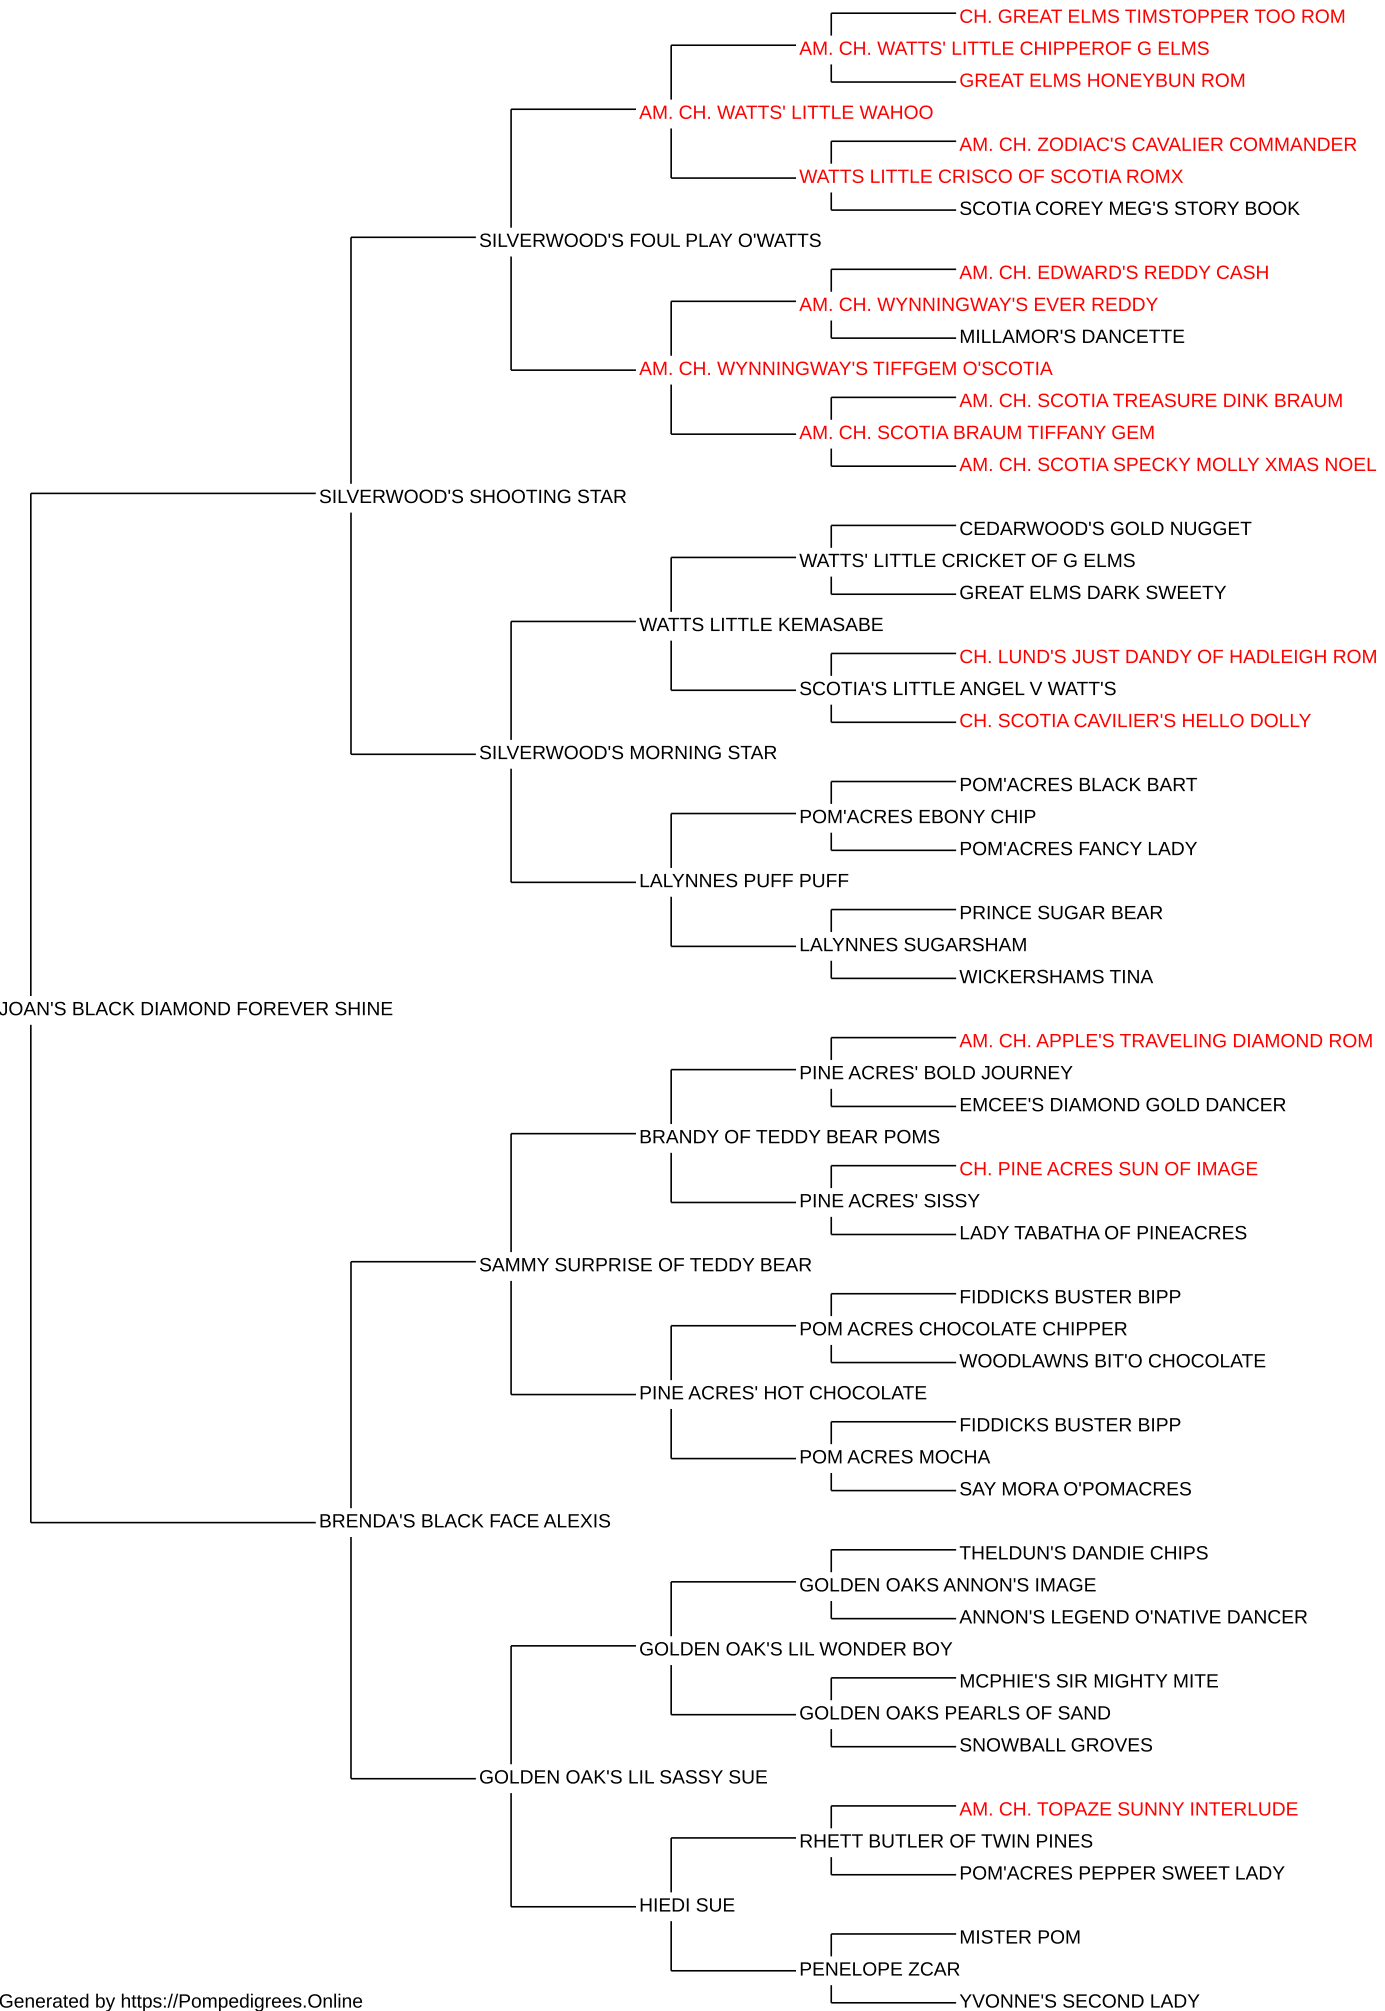 CH. GREAT ELMS TIMSTOPPER TOO ROM
AM. CH. WATTS' LITTLE CHIPPEROF G ELMS
GREAT ELMS HONEYBUN ROM
AM. CH. WATTS' LITTLE WAHOO
AM. CH. ZODIAC'S CAVALIER COMMANDER
WATTS LITTLE CRISCO OF SCOTIA ROMX
SCOTIA COREY MEG'S STORY BOOK
SILVERWOOD'S FOUL PLAY O'WATTS
AM. CH. EDWARD'S REDDY CASH
AM. CH. WYNNINGWAY'S EVER REDDY
MILLAMOR'S DANCETTE
AM. CH. WYNNINGWAY'S TIFFGEM O'SCOTIA
AM. CH. SCOTIA TREASURE DINK BRAUM
AM. CH. SCOTIA BRAUM TIFFANY GEM
AM. CH. SCOTIA SPECKY MOLLY XMAS NOEL
SILVERWOOD'S SHOOTING STAR
CEDARWOOD'S GOLD NUGGET
WATTS' LITTLE CRICKET OF G ELMS
GREAT ELMS DARK SWEETY
WATTS LITTLE KEMASABE
CH. LUND'S JUST DANDY OF HADLEIGH ROM
SCOTIA'S LITTLE ANGEL V WATT'S
CH. SCOTIA CAVILIER'S HELLO DOLLY
SILVERWOOD'S MORNING STAR
POM'ACRES BLACK BART
POM'ACRES EBONY CHIP
POM'ACRES FANCY LADY
LALYNNES PUFF PUFF
PRINCE SUGAR BEAR
LALYNNES SUGARSHAM
WICKERSHAMS TINA
JOAN'S BLACK DIAMOND FOREVER SHINE
AM. CH. APPLE'S TRAVELING DIAMOND ROM
PINE ACRES' BOLD JOURNEY
EMCEE'S DIAMOND GOLD DANCER
BRANDY OF TEDDY BEAR POMS
CH. PINE ACRES SUN OF IMAGE
PINE ACRES' SISSY
LADY TABATHA OF PINEACRES
SAMMY SURPRISE OF TEDDY BEAR
FIDDICKS BUSTER BIPP
POM ACRES CHOCOLATE CHIPPER
WOODLAWNS BIT'O CHOCOLATE
PINE ACRES' HOT CHOCOLATE
FIDDICKS BUSTER BIPP
POM ACRES MOCHA
SAY MORA O'POMACRES
BRENDA'S BLACK FACE ALEXIS
THELDUN'S DANDIE CHIPS
GOLDEN OAKS ANNON'S IMAGE
ANNON'S LEGEND O'NATIVE DANCER
GOLDEN OAK'S LIL WONDER BOY
MCPHIE'S SIR MIGHTY MITE
GOLDEN OAKS PEARLS OF SAND
SNOWBALL GROVES
GOLDEN OAK'S LIL SASSY SUE
AM. CH. TOPAZE SUNNY INTERLUDE
RHETT BUTLER OF TWIN PINES
POM'ACRES PEPPER SWEET LADY
HIEDI SUE
MISTER POM
PENELOPE ZCAR
YVONNE'S SECOND LADY
Generated by https://Pompedigrees.Online